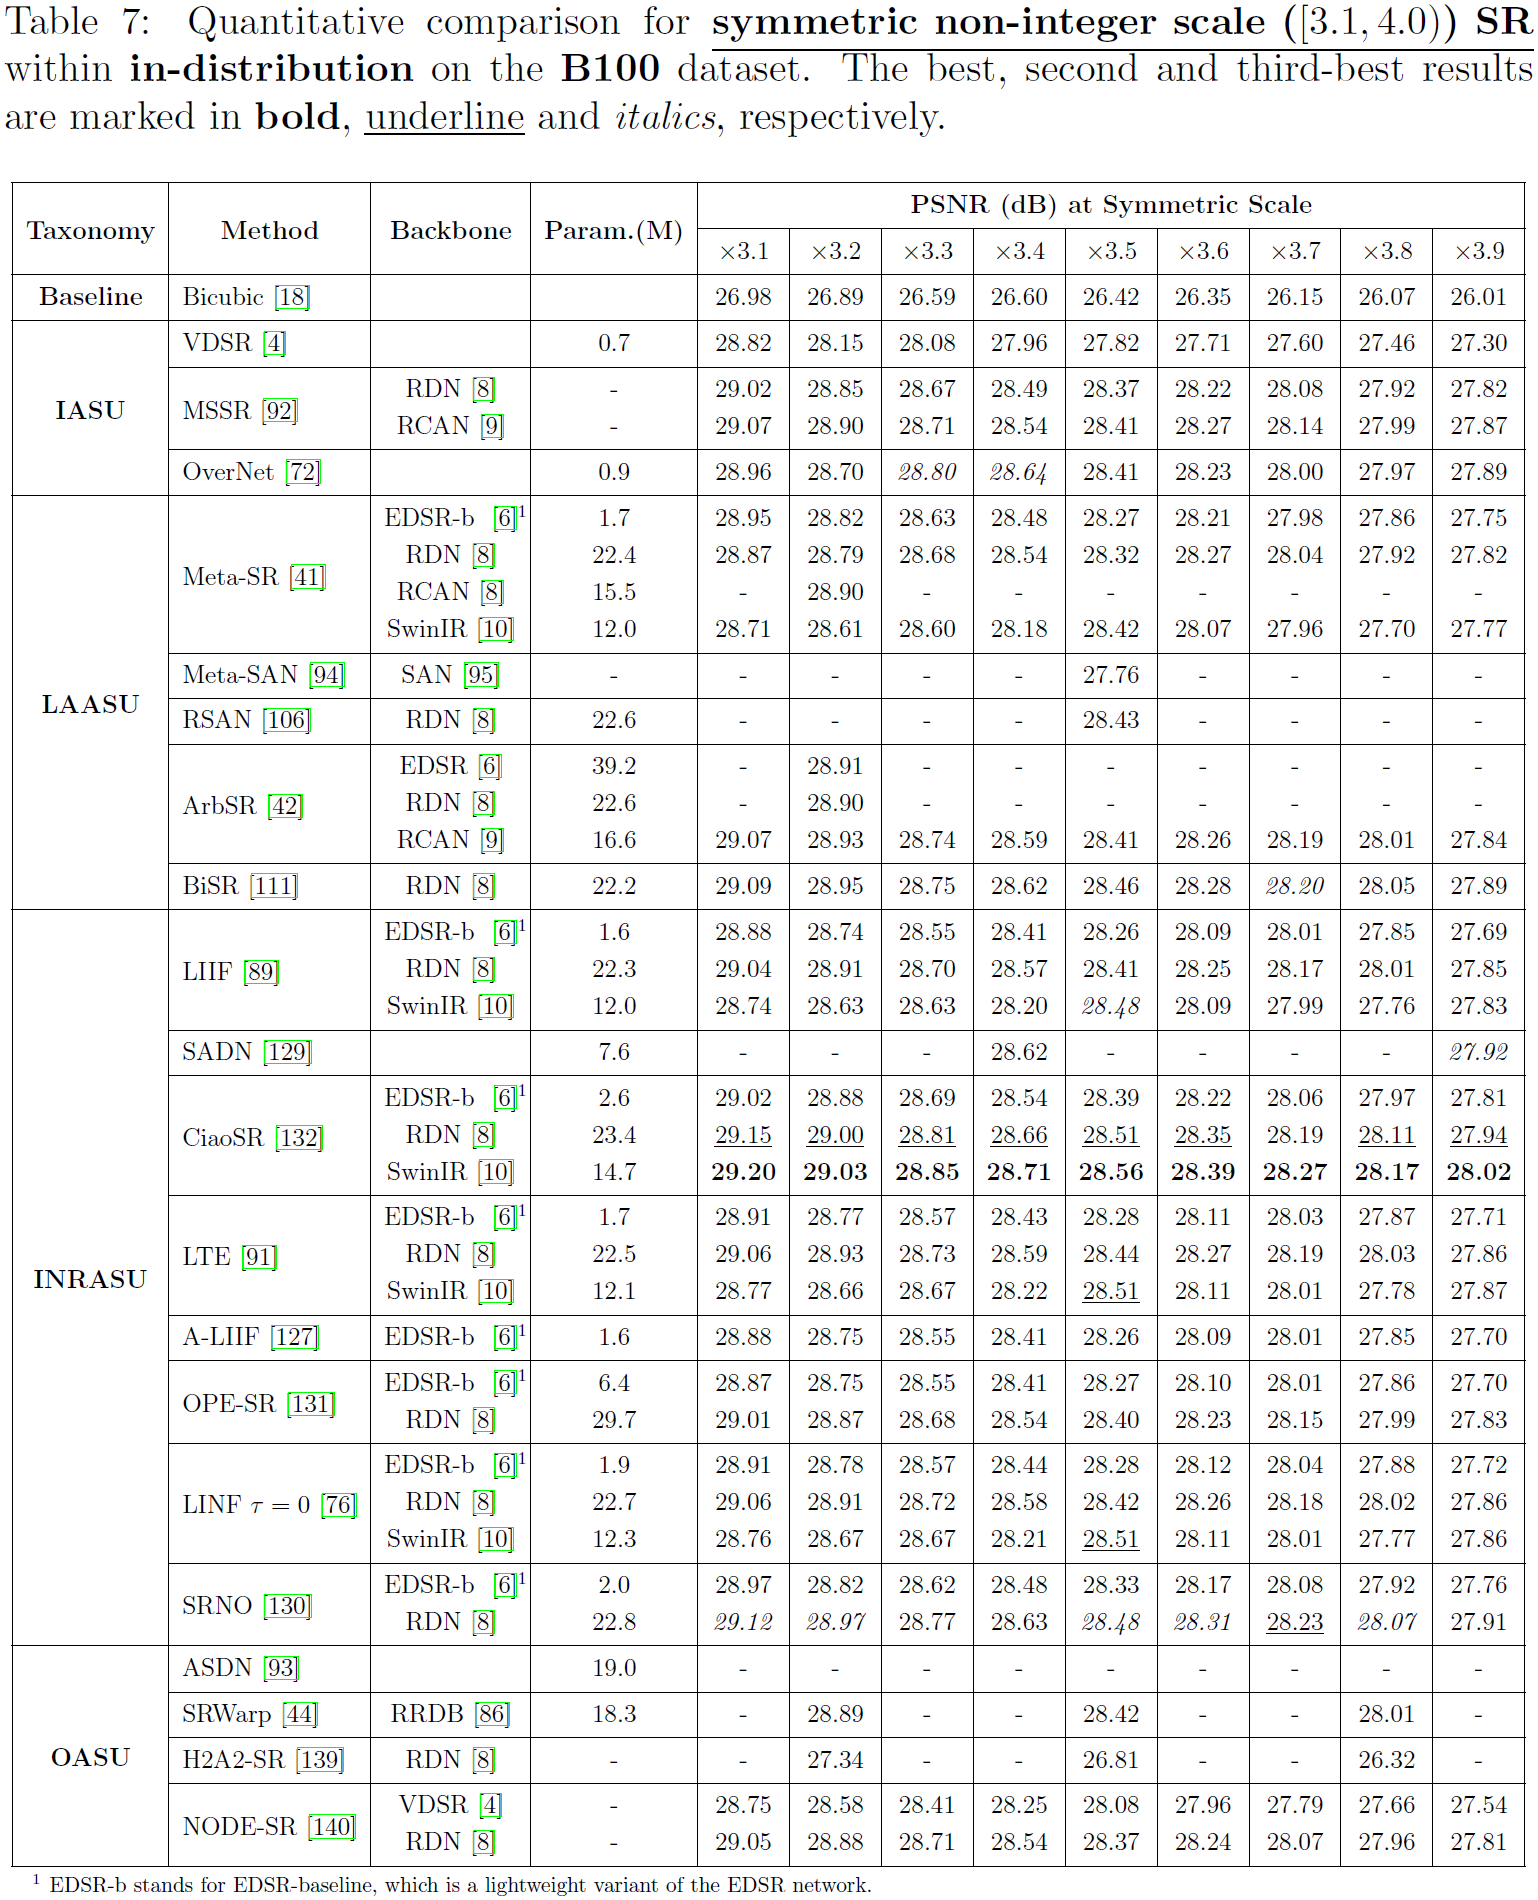 Table 7: Quantitative comparison for symmetric non-integer scale ([3.1, 4.0)) SR
within in-distribution on the B100 dataset. The best, second and third-best results
are marked in bold, underline and italics, respectively.
Taxonomy Method Backbone Param.(M) PSNR (dB) at Symmetric Scale
×3.1 ×3.2 ×3.3 ×3.4 ×3.5 ×3.6 ×3.7 ×3.8 ×3.9
Baseline Bicubic [18] 26.98 26.89 26.59 26.60 26.42 26.35 26.15 26.07 26.01
IASU
VDSR [4] 0.7 28.82 28.15 28.08 27.96 27.82 27.71 27.60 27.46 27.30
MSSR [92]
RDN [8] - 29.02 28.85 28.67 28.49 28.37 28.22 28.08 27.92 27.82
RCAN [9] - 29.07 28.90 28.71 28.54 28.41 28.27 28.14 27.99 27.87
OverNet [72] 0.9 28.96 28.70 28.80 28.64 28.41 28.23 28.00 27.97 27.89
LAASU
Meta-SR [41]
EDSR-b [6]¹ 1.7 28.95 28.82 28.63 28.48 28.27 28.21 27.98 27.86 27.75
RDN [8] 22.4 28.87 28.79 28.68 28.54 28.32 28.27 28.04 27.92 27.82
RCAN [8] 15.5 - 28.90 - - - - - - -
SwinIR [10] 12.0 28.71 28.61 28.60 28.18 28.42 28.07 27.96 27.70 27.77
Meta-SAN [94] SAN [95] - - - - - 27.76 - - - -
RSAN [106] RDN [8] 22.6 - - - - 28.43 - - - -
ArbSR [42]
EDSR [6] 39.2 - 28.91 - - - - - - -
RDN [8] 22.6 - 28.90 - - - - - - -
RCAN [9] 16.6 29.07 28.93 28.74 28.59 28.41 28.26 28.19 28.01 27.84
BiSR [111] RDN [8] 22.2 29.09 28.95 28.75 28.62 28.46 28.28 28.20 28.05 27.89
INRASU
LIIF [89]
EDSR-b [6]¹ 1.6 28.88 28.74 28.55 28.41 28.26 28.09 28.01 27.85 27.69
RDN [8] 22.3 29.04 28.91 28.70 28.57 28.41 28.25 28.17 28.01 27.85
SwinIR [10] 12.0 28.74 28.63 28.63 28.20 28.48 28.09 27.99 27.76 27.83
SADN [129] 7.6 - - - 28.62 - - - - 27.92
CiaoSR [132]
EDSR-b [6]¹ 2.6 29.02 28.88 28.69 28.54 28.39 28.22 28.06 27.97 27.81
RDN [8] 23.4 29.15 29.00 28.81 28.66 28.51 28.35 28.19 28.11 27.94
SwinIR [10] 14.7 29.20 29.03 28.85 28.71 28.56 28.39 28.27 28.17 28.02
LTE [91]
EDSR-b [6]¹ 1.7 28.91 28.77 28.57 28.43 28.28 28.11 28.03 27.87 27.71
RDN [8] 22.5 29.06 28.93 28.73 28.59 28.44 28.27 28.19 28.03 27.86
SwinIR [10] 12.1 28.77 28.66 28.67 28.22 28.51 28.11 28.01 27.78 27.87
A-LIIF [127] EDSR-b [6]¹ 1.6 28.88 28.75 28.55 28.41 28.26 28.09 28.01 27.85 27.70
OPE-SR [131]
EDSR-b [6]¹ 6.4 28.87 28.75 28.55 28.41 28.27 28.10 28.01 27.86 27.70
RDN [8] 29.7 29.01 28.87 28.68 28.54 28.40 28.23 28.15 27.99 27.83
LINF τ = 0 [76]
EDSR-b [6]¹ 1.9 28.91 28.78 28.57 28.44 28.28 28.12 28.04 27.88 27.72
RDN [8] 22.7 29.06 28.91 28.72 28.58 28.42 28.26 28.18 28.02 27.86
SwinIR [10] 12.3 28.76 28.67 28.67 28.21 28.51 28.11 28.01 27.77 27.86
SRNO [130]
EDSR-b [6]¹ 2.0 28.97 28.82 28.62 28.48 28.33 28.17 28.08 27.92 27.76
RDN [8] 22.8 29.12 28.97 28.77 28.63 28.48 28.31 28.23 28.07 27.91
OASU
ASDN [93] 19.0 - - - - - - - - -
SRWarp [44] RRDB [86] 18.3 - 28.89 - - 28.42 - - 28.01 -
H2A2-SR [139] RDN [8] - - 27.34 - - 26.81 - - 26.32 -
NODE-SR [140]
VDSR [4] - 28.75 28.58 28.41 28.25 28.08 27.96 27.79 27.66 27.54
RDN [8] - 29.05 28.88 28.71 28.54 28.37 28.24 28.07 27.96 27.81
¹ EDSR-b stands for EDSR-baseline, which is a lightweight variant of the EDSR network.